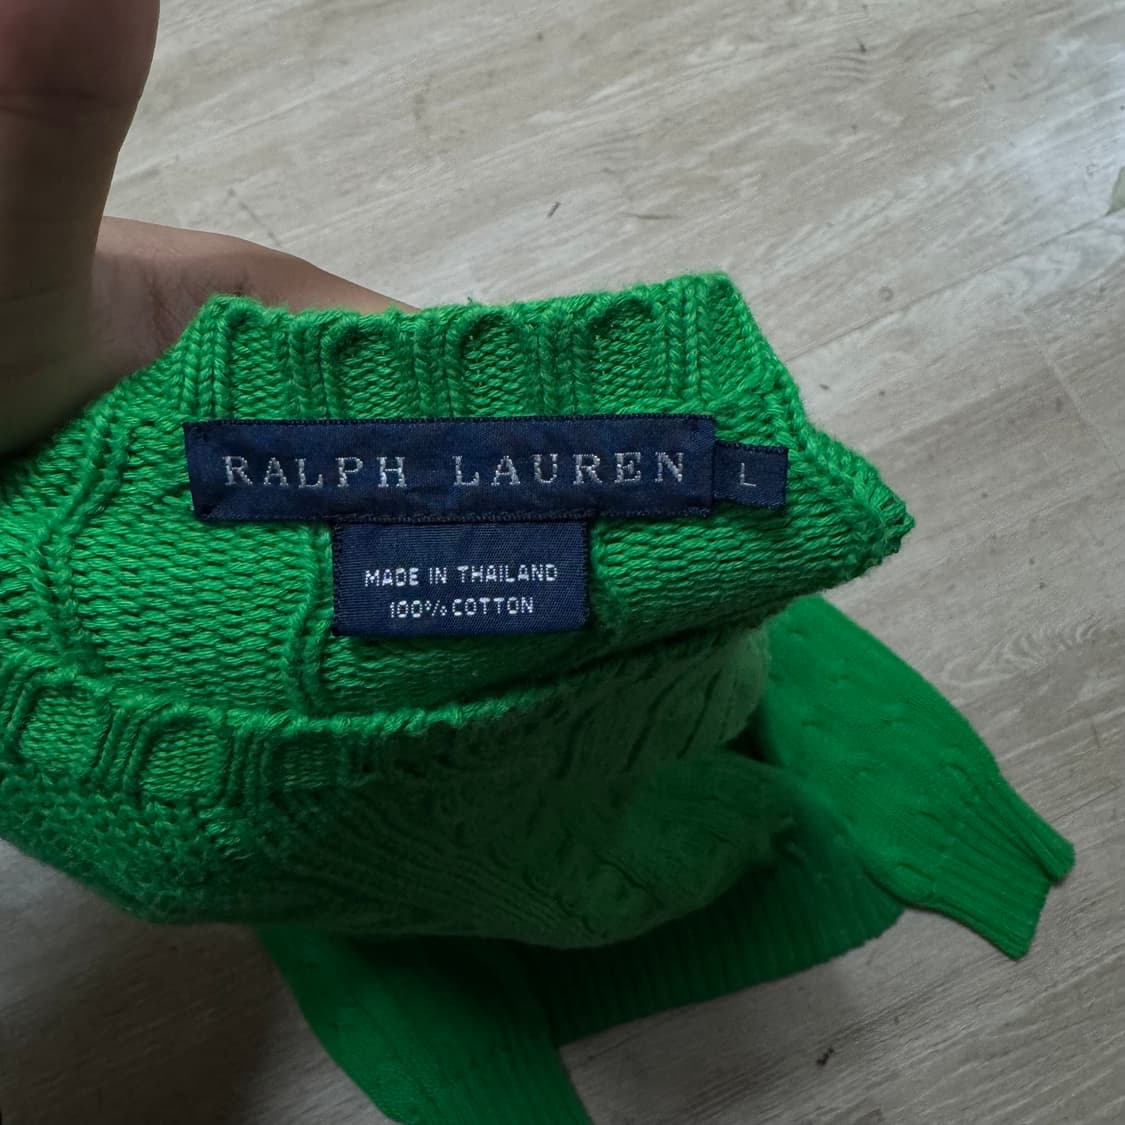 RALPH LAUREN
L
MADE IN THAILAND
100% COTTON